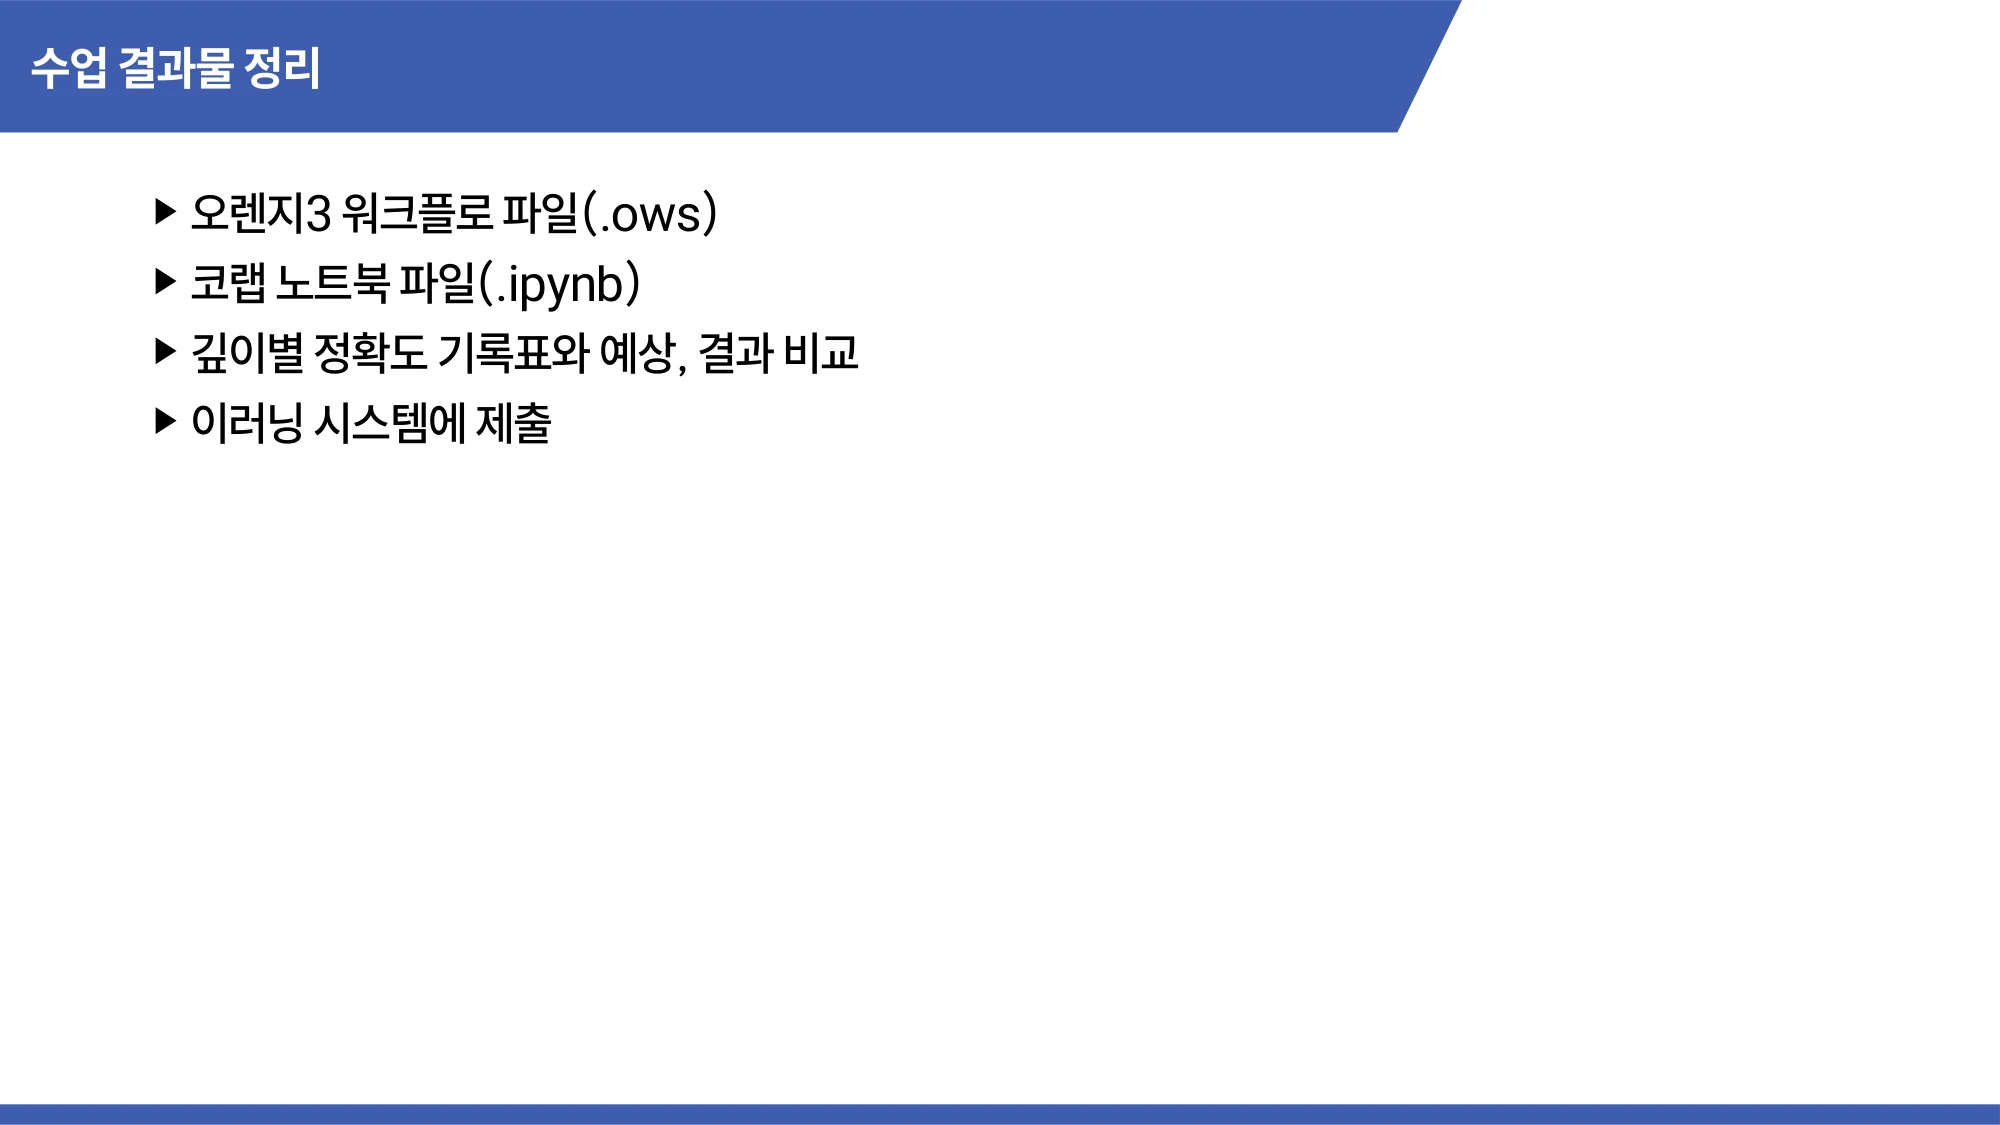 수업 결과물 정리
▶ 오렌지3 워크플로 파일(.ows)
▶ 코랩 노트북 파일(.ipynb)
▶ 깊이별 정확도 기록표와 예상, 결과 비교
▶ 이러닝 시스템에 제출